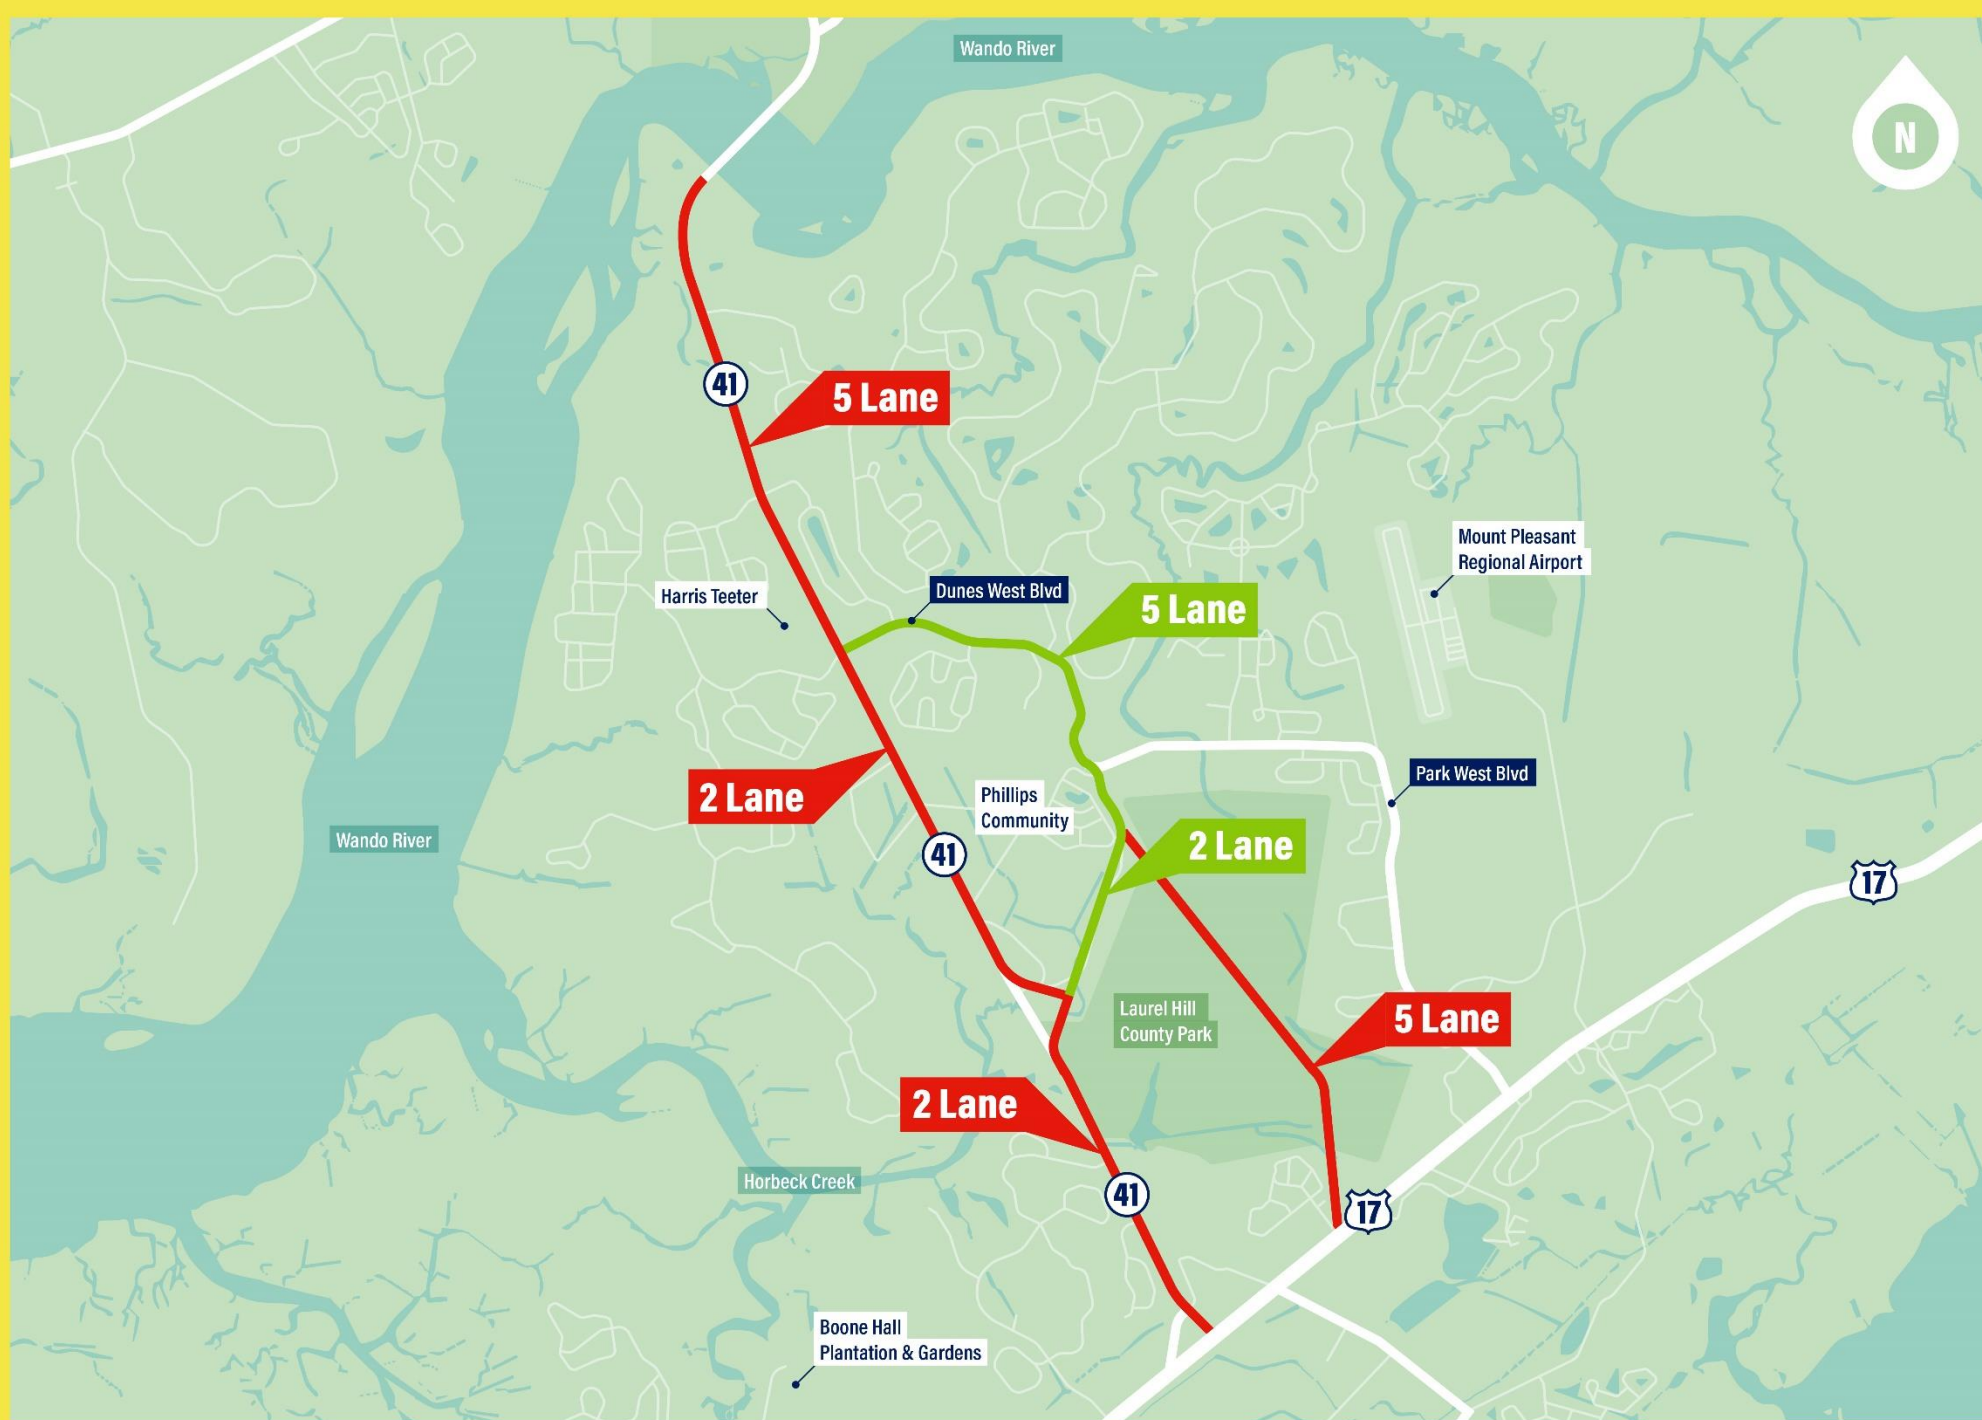 Wando River
N
41
5 Lane
Mount Pleasant
Regional Airport
Harris Teeter
Dunes West Blvd
5 Lane
Park West Blvd
2 Lane
Phillips
Community
Wando River
41
2 Lane
17
Laurel Hill
County Park
5 Lane
2 Lane
Horbeck Creek
41
17
Boone Hall
Plantation & Gardens